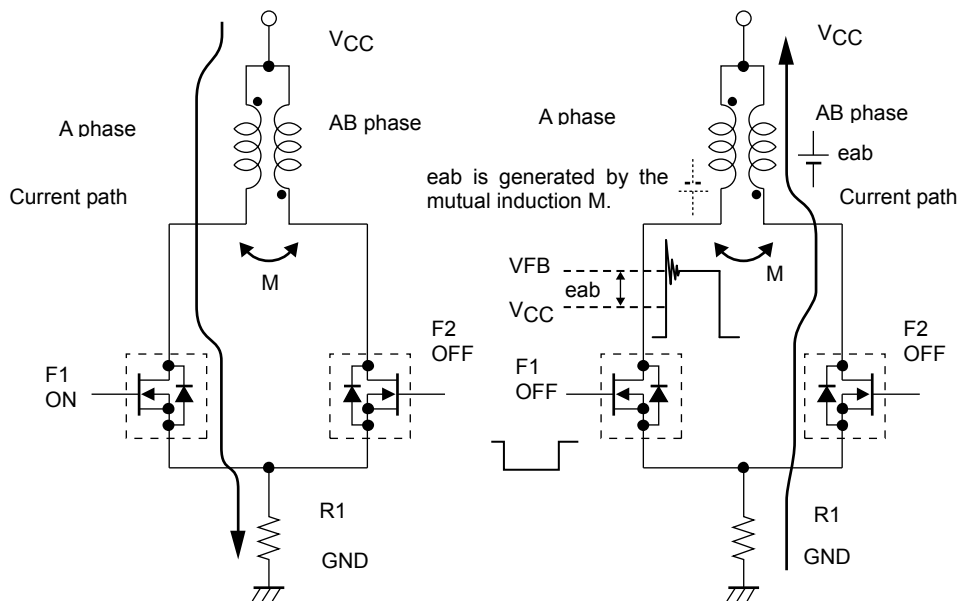 VCC
A phase
AB phase
Current path
M
F1
ON
F2
OFF
R1
GND
VCC
A phase
AB phase
eab
eab is generated by the
mutual induction M.
Current path
VFB
eab
VCC
M
F1
OFF
F2
OFF
R1
GND